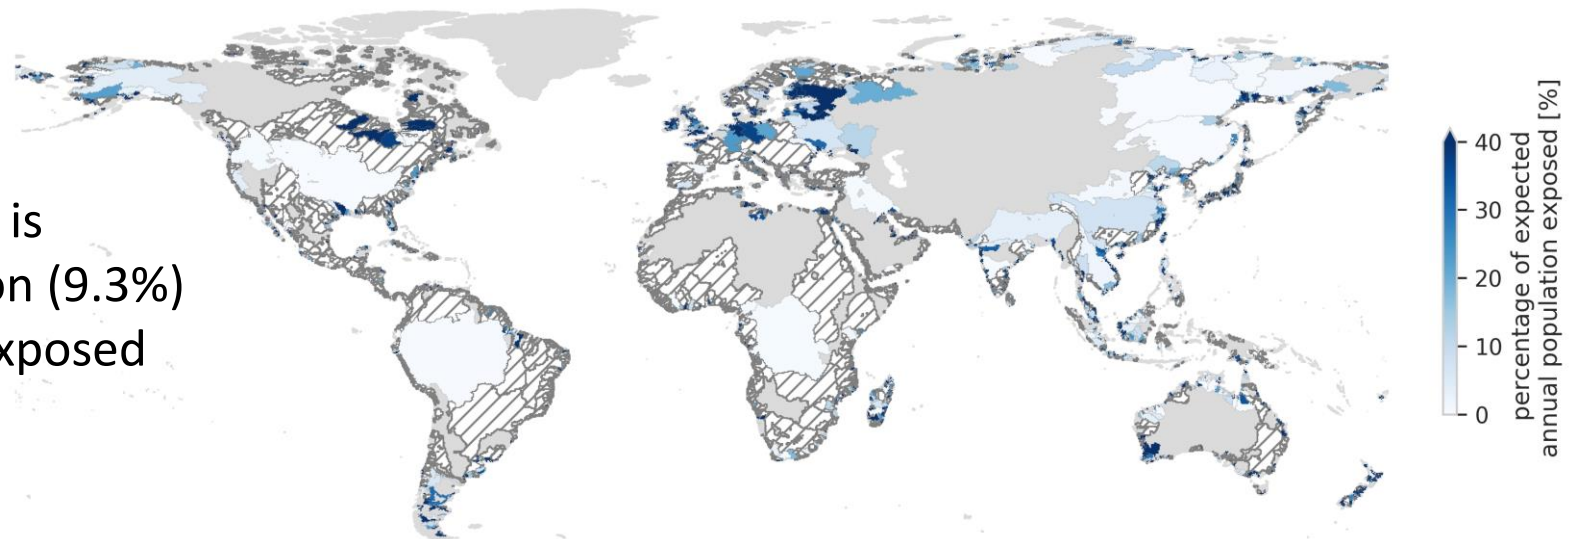 is
on (9.3%)
xposed
40
30
20
10
0
percentage of expected
annual population exposed [%]